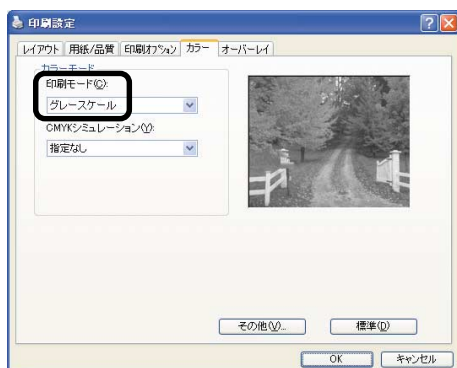 印刷設定
レイアウト 用紙/品質 印刷オプション カラー オーバーレイ
カラーモード
印刷モード(C):
グレースケール
CMYKシミュレーション(Y):
指定なし
その他(V)... 標準(D)
OK キャンセル